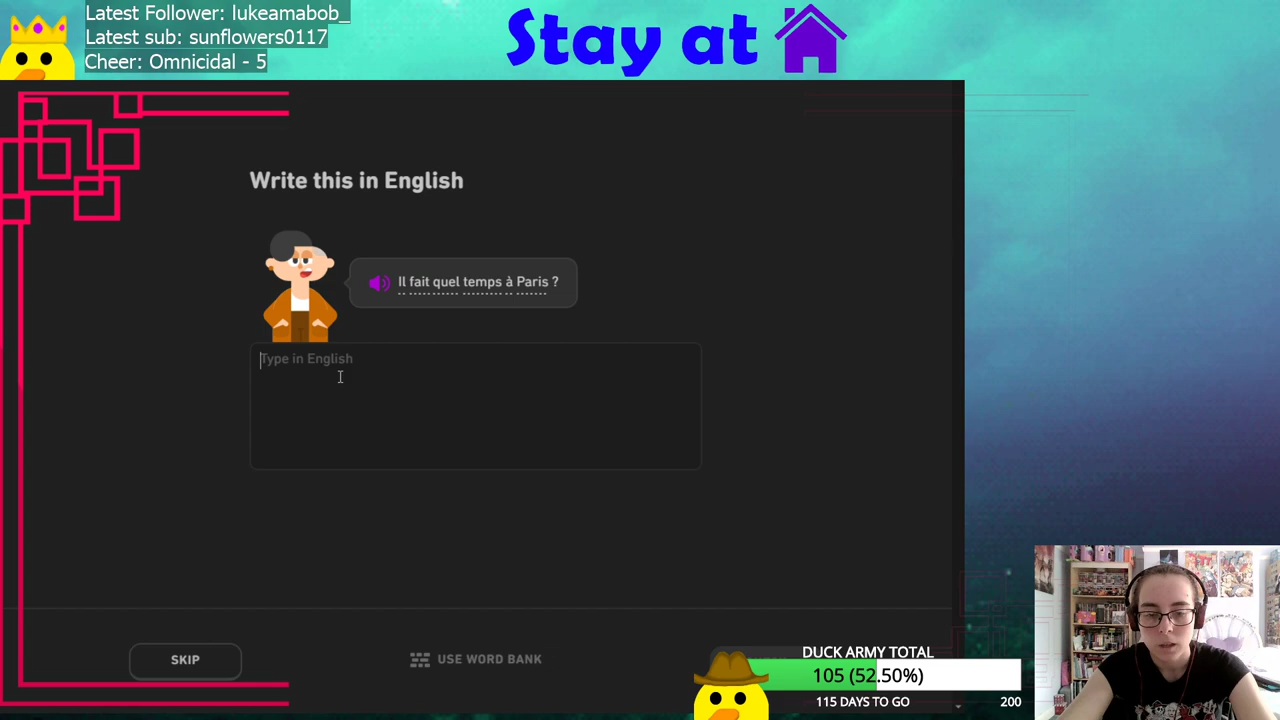 Latest Follower: lukeamabob_
Latest sub: sunflowers0117
Cheer: Omnicidal - 5
Stay at
Write this in English
Il fait quel temps à Paris ?
Type in English
SKIP
USE WORD BANK
DUCK ARMY TOTAL
105 (52.50%)
115 DAYS TO GO
200